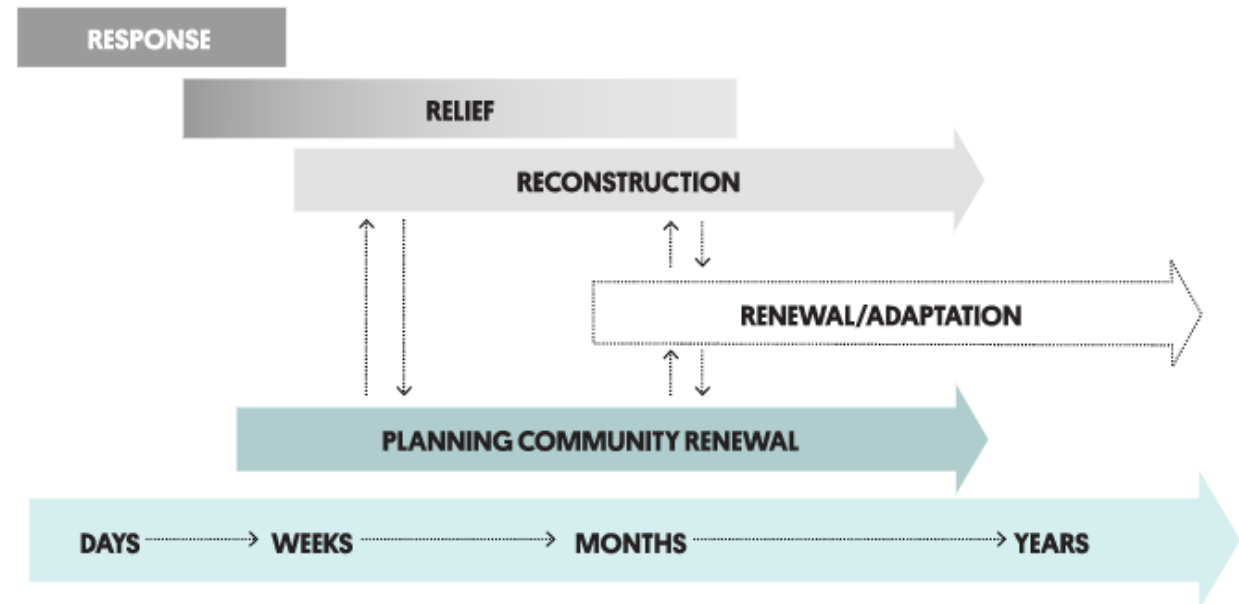 RESPONSE
RELIEF
RECONSTRUCTION
RENEWAL/ADAPTATION
PLANNING COMMUNITY RENEWAL
DAYS WEEKS MONTHS YEARS